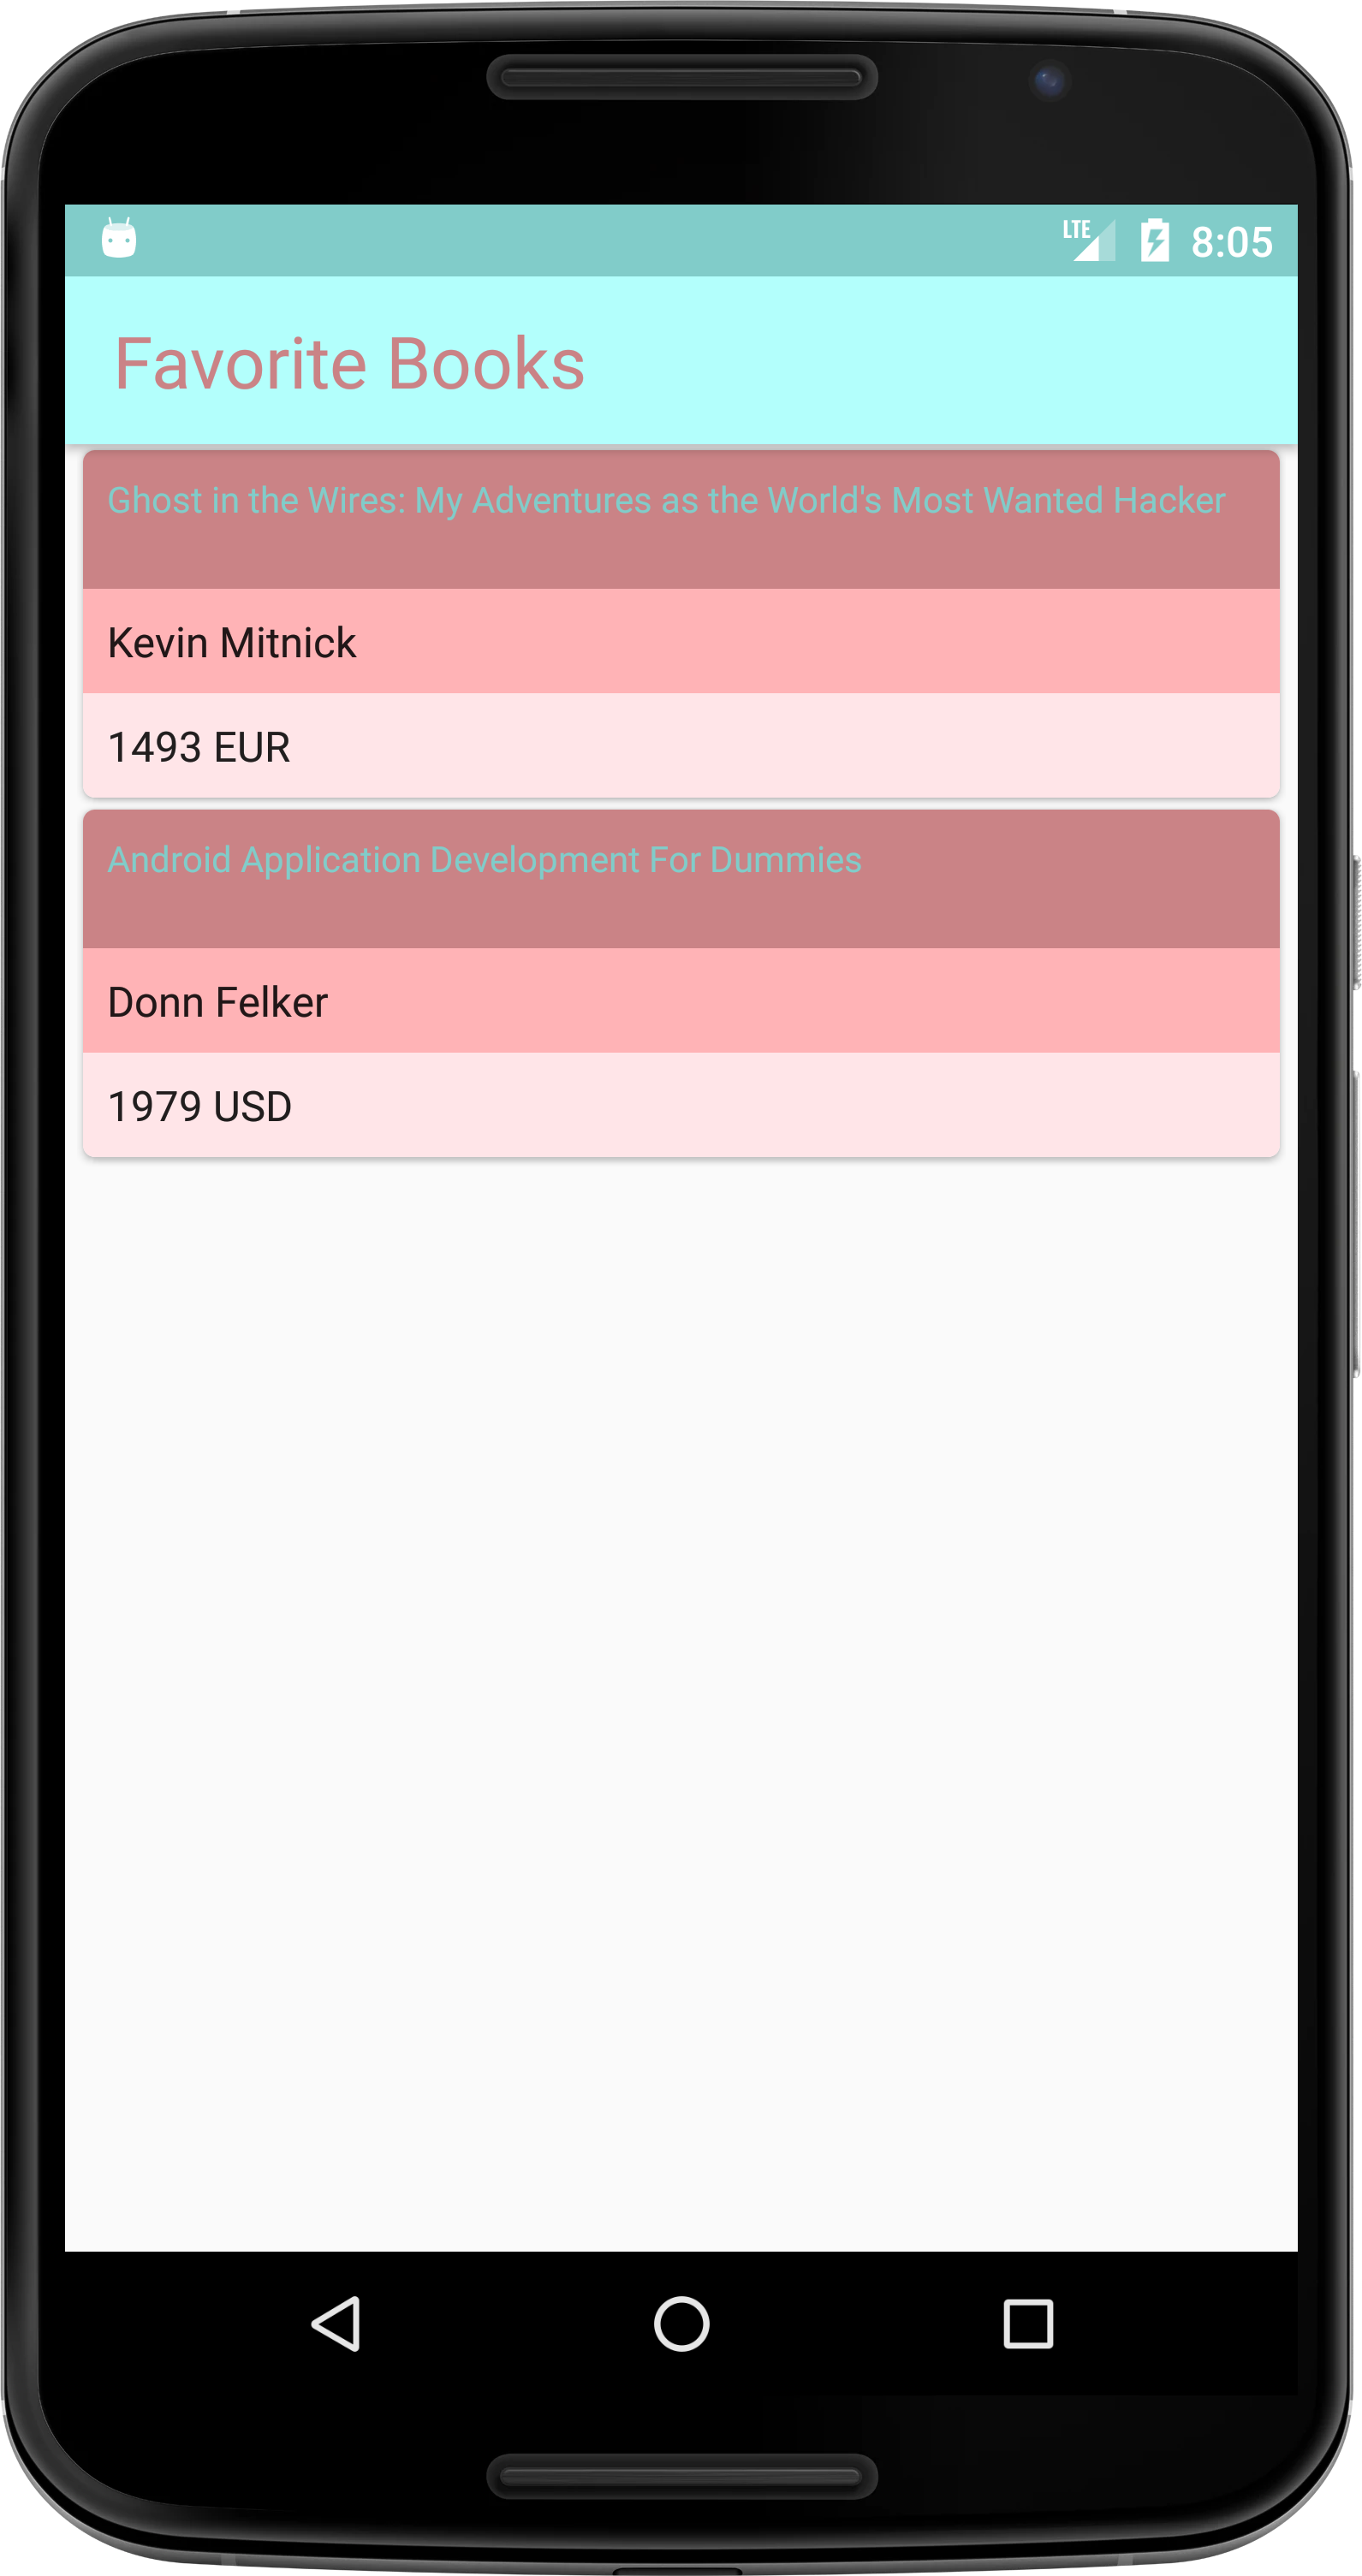 LTE 8:05
Favorite Books
Ghost in the Wires: My Adventures as the World's Most Wanted Hacker
Kevin Mitnick
1493 EUR
Android Application Development For Dummies
Donn Felker
1979 USD